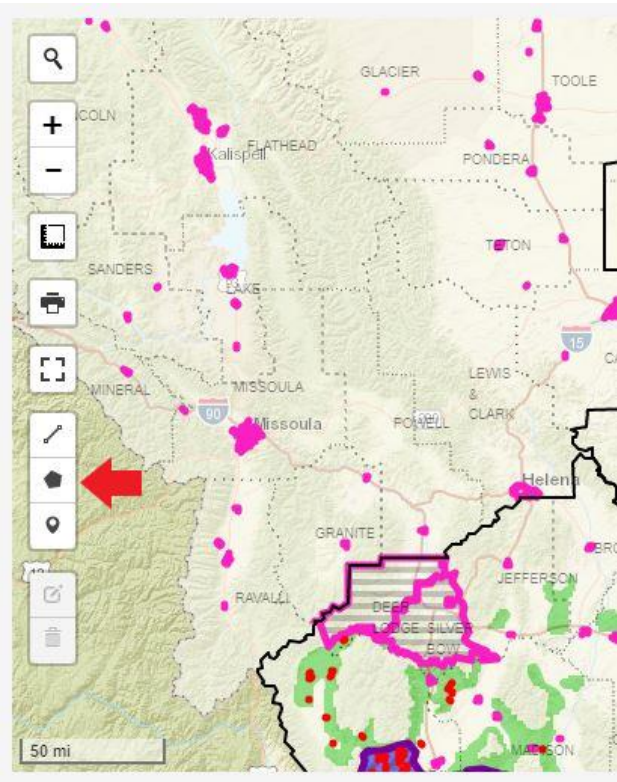 GLACIER
TOOLE
COLN
FLATHEAD
Kalispell
PONDERA
TETON
SANDERS
LAKE
15
LEWIS
&
CLARK
MINERAL
MISSOULA
90
Missoula
POWELL
Helena
GRANITE
JEFFERSON
BRO
RAVALLI
DEER
LODGE
SILVER
BOW
MADISON
50 mi